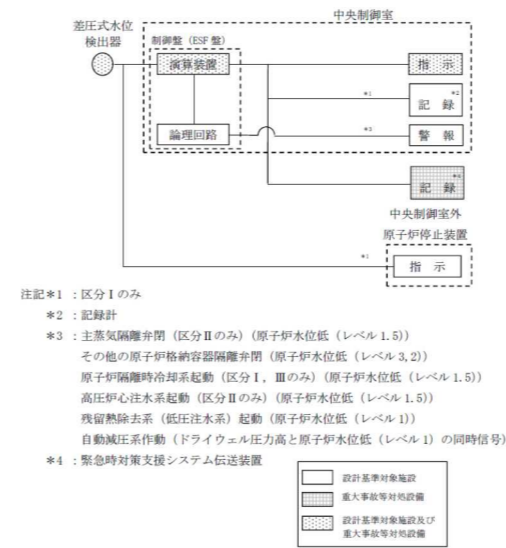 中央制御室
差圧式水位
検出器
制御盤（ESF 盤）
演算装置
指 示
*1
*2
記 録
論理回路
*3
警 報
*4
記 録
中央制御室外
原子炉停止装置
*1
指 示
注記*1 ：区分Ⅰのみ
*2 ：記録計
*3 ：主蒸気隔離弁閉（区分Ⅱのみ）（原子炉水位低（レベル 1.5））
その他の原子炉格納容器隔離弁閉（原子炉水位低（レベル 3, 2））
原子炉隔離時冷却系起動（区分Ⅰ，Ⅲのみ）（原子炉水位低（レベル 1.5））
高圧炉心注水系起動（区分Ⅱのみ）（原子炉水位低（レベル 1.5））
残留熱除去系（低圧注水系）起動（原子炉水位低（レベル 1））
自動減圧系作動（ドライウェル圧力高と原子炉水位低（レベル 1）の同時信号）
*4 ：緊急時対策支援システム伝送装置
設計基準対象施設
重大事故等対処設備
設計基準対象施設及び
重大事故等対処設備